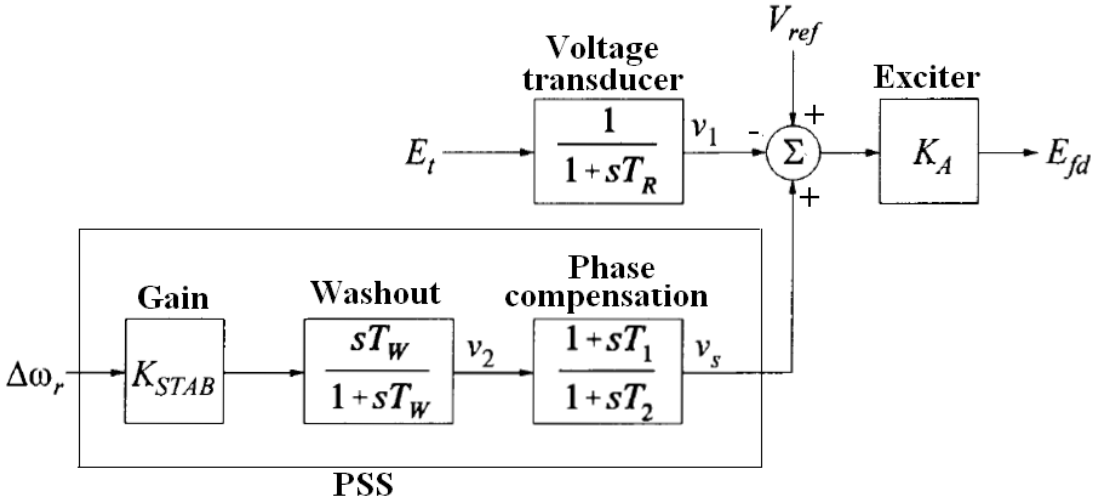 V_ref
Voltage
transducer
Exciter
+
-
1
1 + sT_R
v_1
E_t
Σ
K_A
E_fd
+
Phase
compensation
Gain
Washout
Δω_r
K_STAB
sT_W
1 + sT_W
v_2
1 + sT_1
1 + sT_2
v_s
PSS